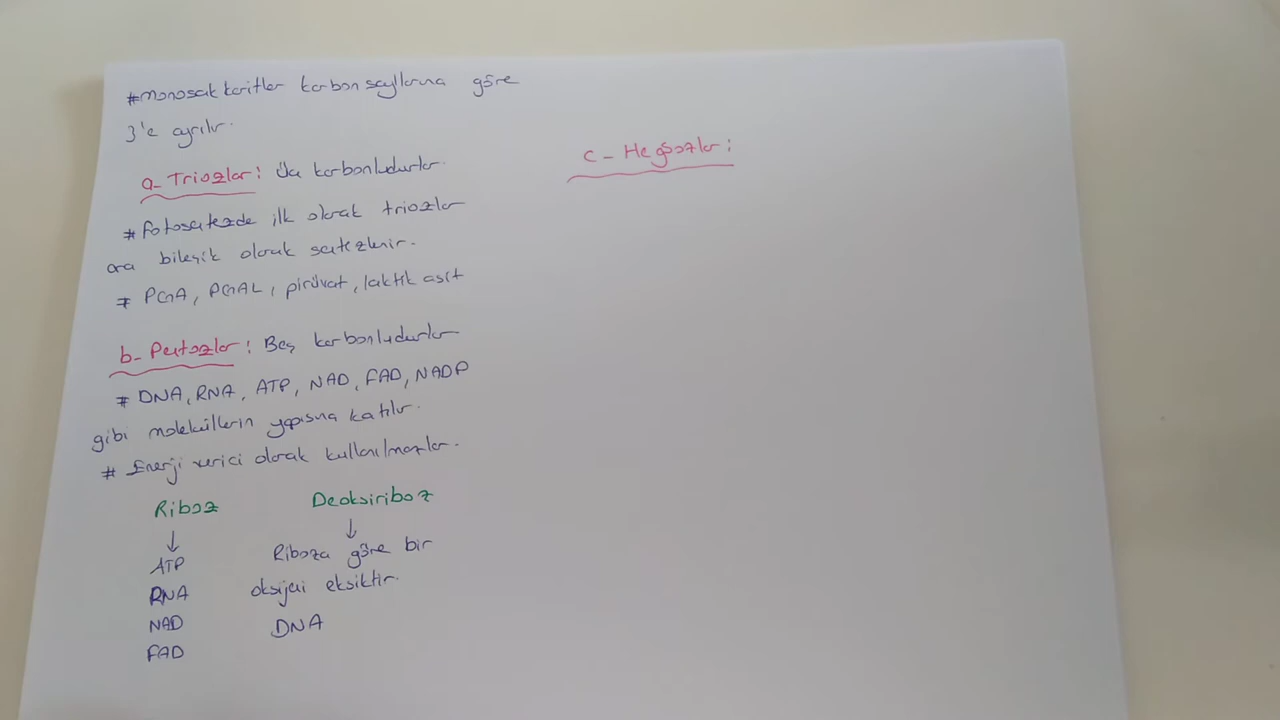 #monosakkaritler karbon sayılarına göre
3'e ayrılır.
a- Triozlar: Üç karbonludurlar.
# Fotosentezde ilk olarak triozlar
ara bileşik olarak sentezlenir.
# PGA, PGAL, pirüvat, laktik asit
b- Pentozlar: Beş karbonludurlar
# DNA, RNA, ATP, NAD, FAD, NADP
gibi moleküllerin yapısına katılır.
# Enerji verici olarak kullanılmazlar.
Riboz Deoksiriboz
↓ ↓
ATP Riboza göre bir
RNA oksijeni eksiktir.
NAD DNA
FAD
c- Hegsozlar: